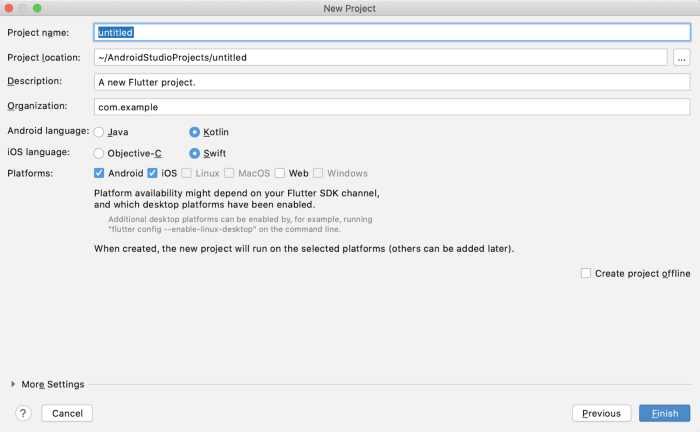 New Project
Project name: untitled
Project location: ~/AndroidStudioProjects/untitled ...
Description: A new Flutter project.
Organization: com.example
Android language: Java Kotlin
iOS language: Objective-C Swift
Platforms: Android iOS Linux MacOS Web Windows
Platform availability might depend on your Flutter SDK channel,
and which desktop platforms have been enabled.
Additional desktop platforms can be enabled by, for example, running
"flutter config --enable-linux-desktop" on the command line.
When created, the new project will run on the selected platforms (others can be added later).
Create project offline
More Settings
? Cancel Previous Finish